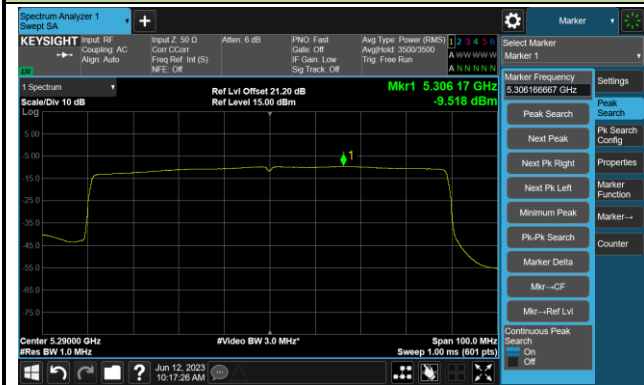 Spectrum Analyzer 1
Swept SA
Marker
KEYSIGHT
Input: RF
Coupling: AC
Align: Auto
Input Z: 50 Ω
Corr CCorr
Freq Ref: Int (S)
NFE: Off
Atten: 6 dB
PNO: Fast
Gate: Off
IF Gain: Low
Sig Track: Off
Avg Type: Power (RMS)
Avg|Hold: 3500/3500
Trig: Free Run
1 2 3 4 5 6
A W W W W W
A N N N N N
Select Marker
Marker 1
1 Spectrum
Scale/Div 10 dB
Log
Ref Lvl Offset 21.20 dB
Ref Level 15.00 dBm
Mkr1 5.306 17 GHz
-9.518 dBm
5.00
-5.00
-15.0
-25.0
-35.0
-45.0
-55.0
-65.0
-75.0
1
Center 5.29000 GHz
#Res BW 1.0 MHz
#Video BW 3.0 MHz*
Span 100.0 MHz
Sweep 1.00 ms (601 pts)
Marker Frequency
5.306166667 GHz
Peak Search
Next Peak
Next Pk Right
Next Pk Left
Minimum Peak
Pk-Pk Search
Marker Delta
Mkr→CF
Mkr→Ref Lvl
Continuous Peak
Search
On
Off
Settings
Peak
Search
Pk Search
Config
Properties
Marker
Function
Marker→
Counter
Jun 12, 2023
10:17:26 AM